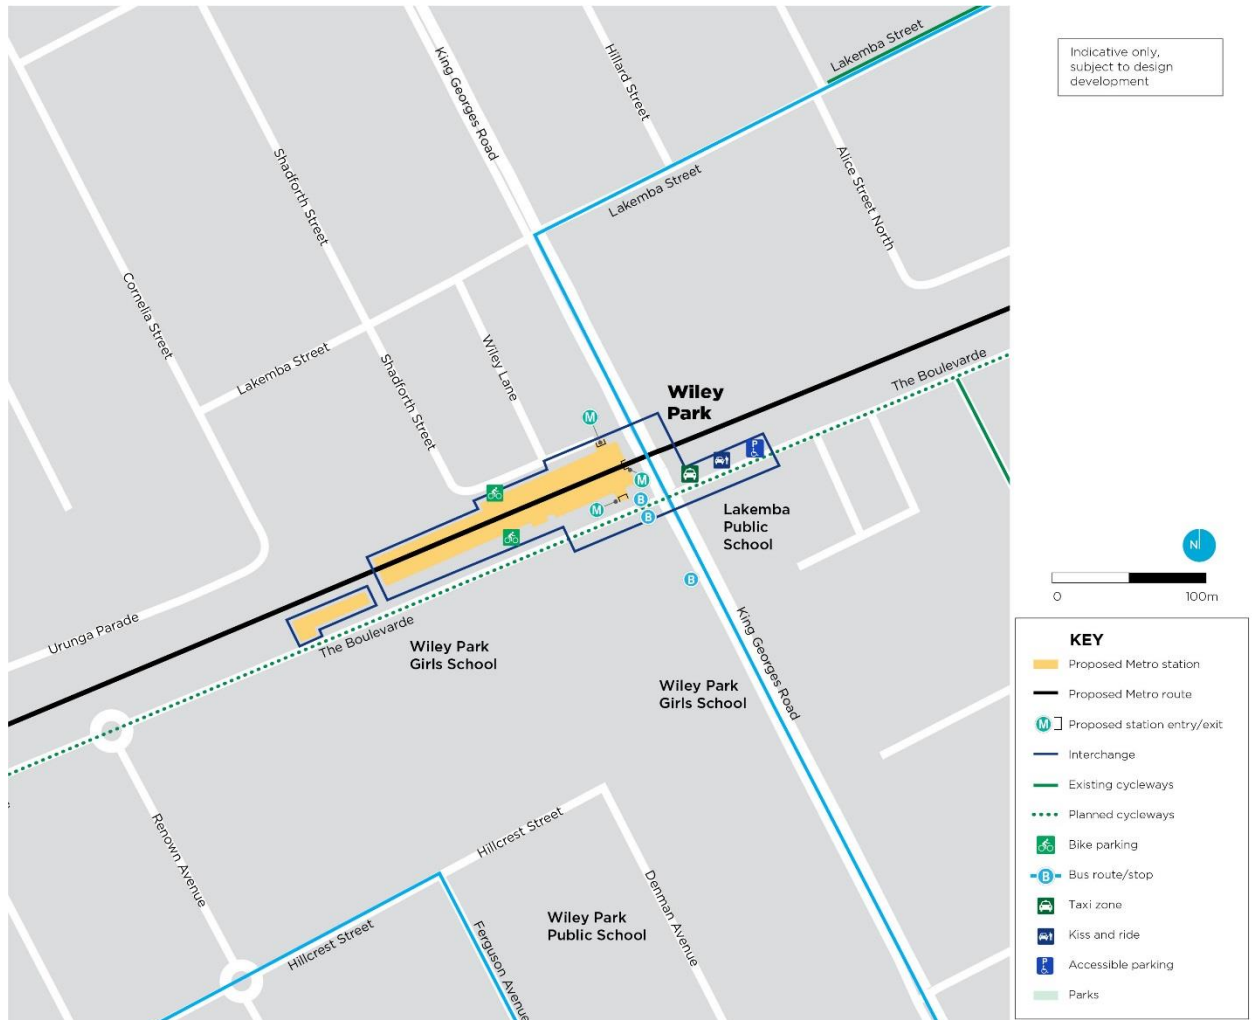 Lakemba Street
Indicative only,
subject to design
development
King Georges Road
Hillard Street
Shadforth Street
Lakemba Street
Alice Street North
Cornelia Street
Lakemba Street
Wiley Lane
Shadforth Street
The Boulevarde
Wiley
Park
M
P
M
B
M
B
Lakemba
Public
School
N
B
0
100m
Urunga Parade
The Boulevarde
Wiley Park
Girls School
King Georges Road
Wiley Park
Girls School
KEY
Proposed Metro station
Proposed Metro route
M Proposed station entry/exit
Interchange
Existing cycleways
Planned cycleways
Bike parking
B Bus route/stop
Taxi zone
Kiss and ride
P Accessible parking
Parks
Renown Avenue
Hillcrest Street
Denman Avenue
Wiley Park
Public School
Hillcrest Street
Ferguson Avenue